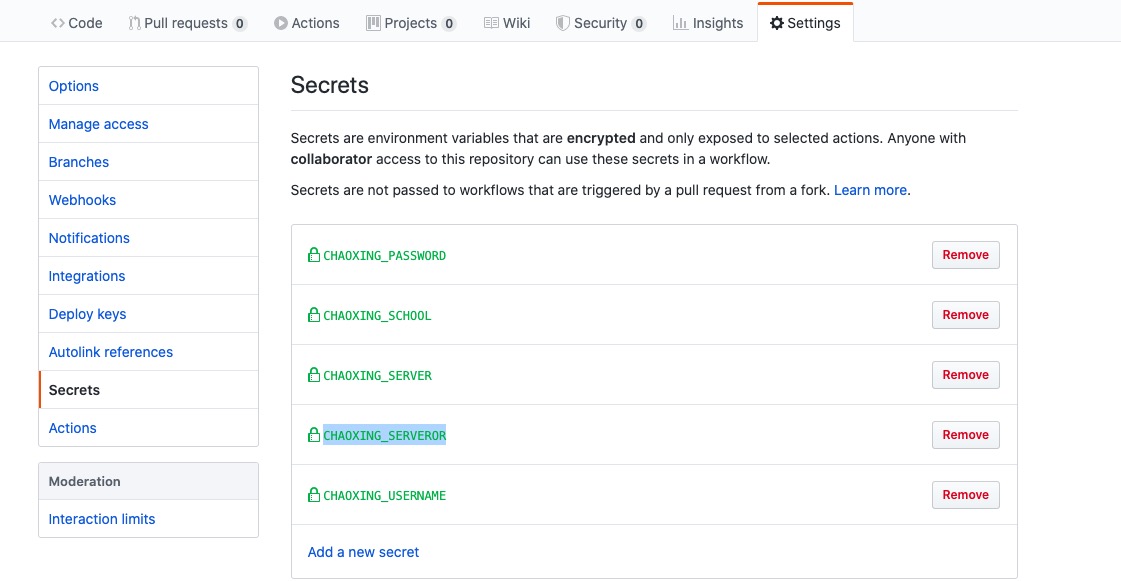 Code Pull requests 0 Actions Projects 0 Wiki Security 0 Insights Settings
Options
Manage access
Branches
Webhooks
Notifications
Integrations
Deploy keys
Autolink references
Secrets
Actions
Moderation
Interaction limits
Secrets
Secrets are environment variables that are encrypted and only exposed to selected actions. Anyone with
collaborator access to this repository can use these secrets in a workflow.
Secrets are not passed to workflows that are triggered by a pull request from a fork. Learn more.
CHAOXING_PASSWORD Remove
CHAOXING_SCHOOL Remove
CHAOXING_SERVER Remove
CHAOXING_SERVEROR Remove
CHAOXING_USERNAME Remove
Add a new secret